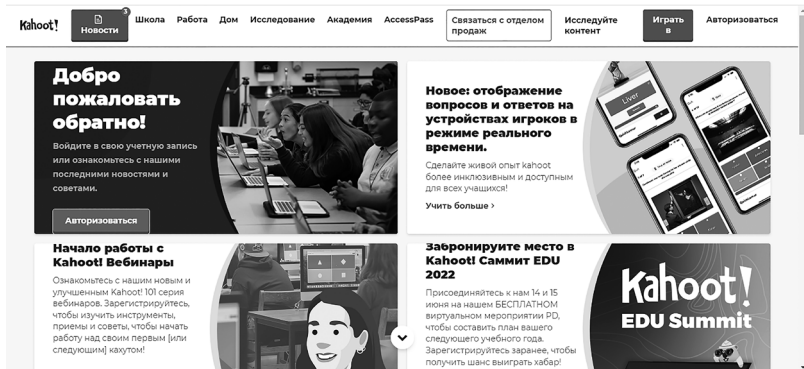 Kahoot!
3
Новости
Школа
Работа
Дом
Исследование
Академия
AccessPass
Связаться с отделом
продаж
Исследуйте
контент
Играть
в
Авторизоваться
Добро
пожаловать
обратно!
Войдите в свою учетную запись
или ознакомьтесь с нашими
последними новостями и
советами.
Авторизоваться
Новое: отображение
вопросов и ответов на
устройствах игроков в
режиме реального
времени.
Сделайте живой опыт kahoot
более инклюзивным и доступным
для всех учащихся!
Учить больше >
Liver
Начало работы с
Kahoot! Вебинары
Ознакомьтесь с нашим новым и
улучшенным Kahoot! 101 серия
вебинаров. Зарегистрируйтесь,
чтобы изучить инструменты,
приемы и советы, чтобы начать
работу над своим первым [или
следующим] кахутом!
Забронируйте место в
Kahoot! Саммит EDU
2022
Присоединяйтесь к нам 14 и 15
июня на нашем БЕСПЛАТНОМ
виртуальном мероприятии PD,
чтобы составить план вашего
следующего учебного года.
Зарегистрируйтесь заранее, чтобы
получить шанс выиграть хабар!
Kahoot!
EDU Summit